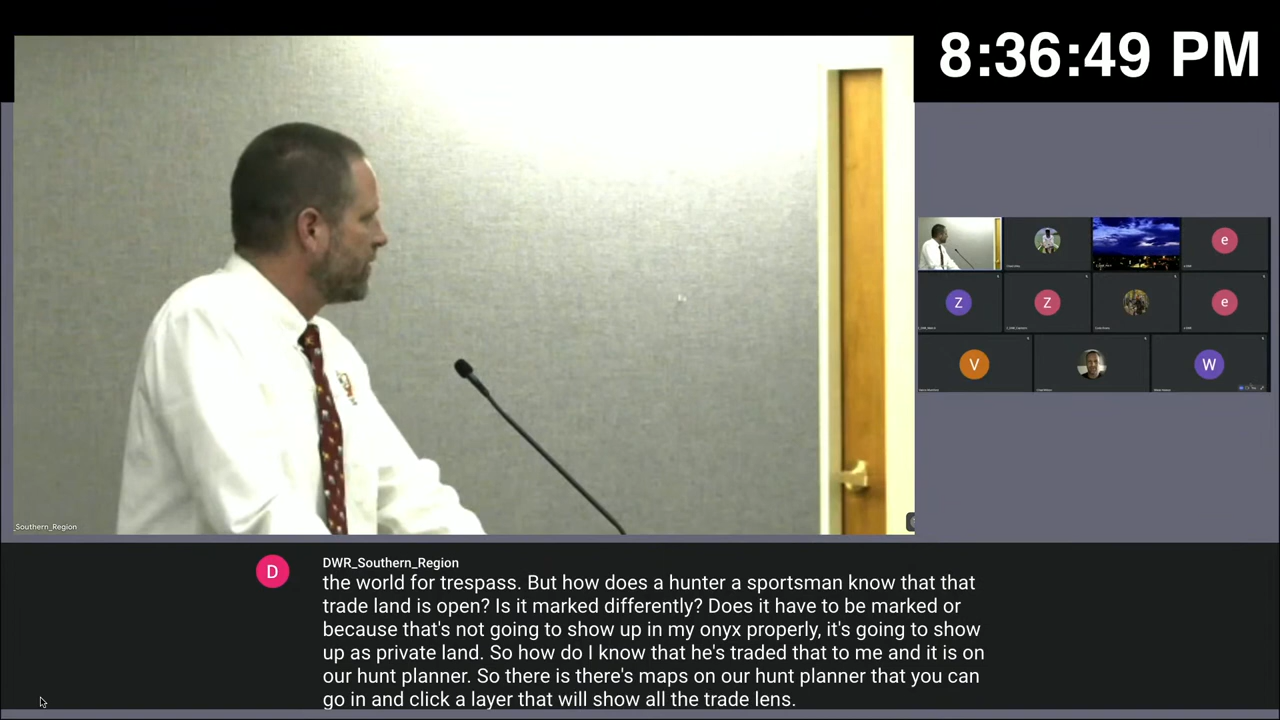 8:36:49 PM
e
Z
Z
e
V
W
_Southern_Region
D
DWR_Southern_Region
the world for trespass. But how does a hunter a sportsman know that that
trade land is open? Is it marked differently? Does it have to be marked or
because that's not going to show up in my onyx properly, it's going to show
up as private land. So how do I know that he's traded that to me and it is on
our hunt planner. So there is there's maps on our hunt planner that you can
go in and click a layer that will show all the trade lens.